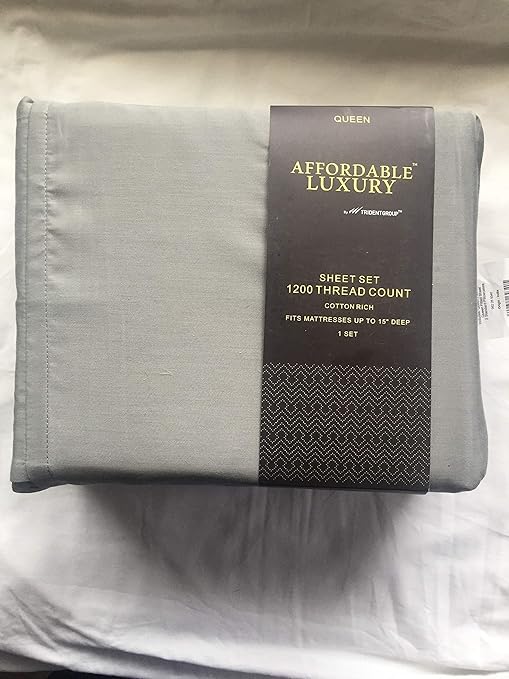 QUEEN
AFFORDABLE™
LUXURY
By TRIDENTGROUP™
SHEET SET
1200 THREAD COUNT
COTTON RICH
FITS MATTRESSES UP TO 15" DEEP
1 SET